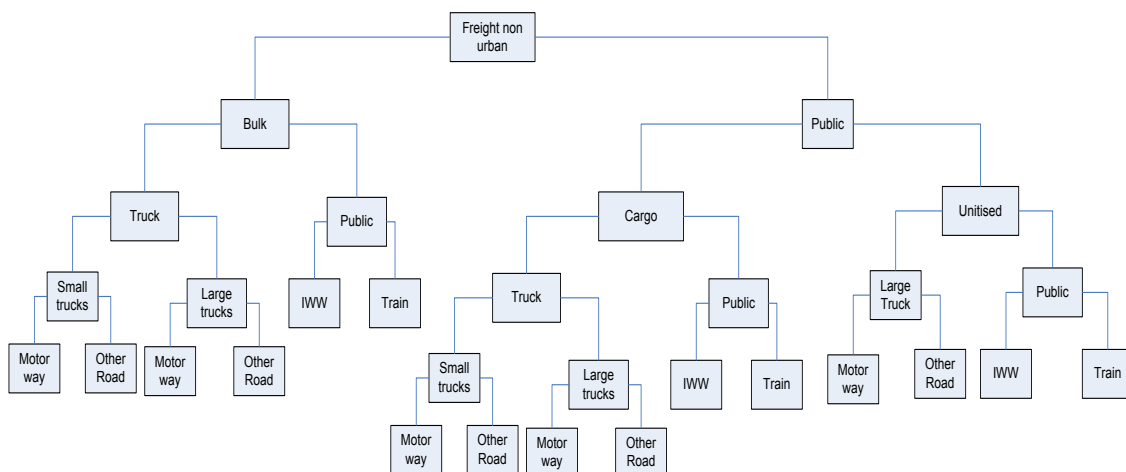 Freight non
urban
Bulk
Public
Truck
Public
Cargo
Unitised
Small
trucks
Large
trucks
IWW
Train
Truck
Public
Large
Truck
Public
Motor
way
Other
Road
Motor
way
Other
Road
Small
trucks
Large
trucks
IWW
Train
Motor
way
Other
Road
IWW
Train
Motor
way
Other
Road
Motor
way
Other
Road